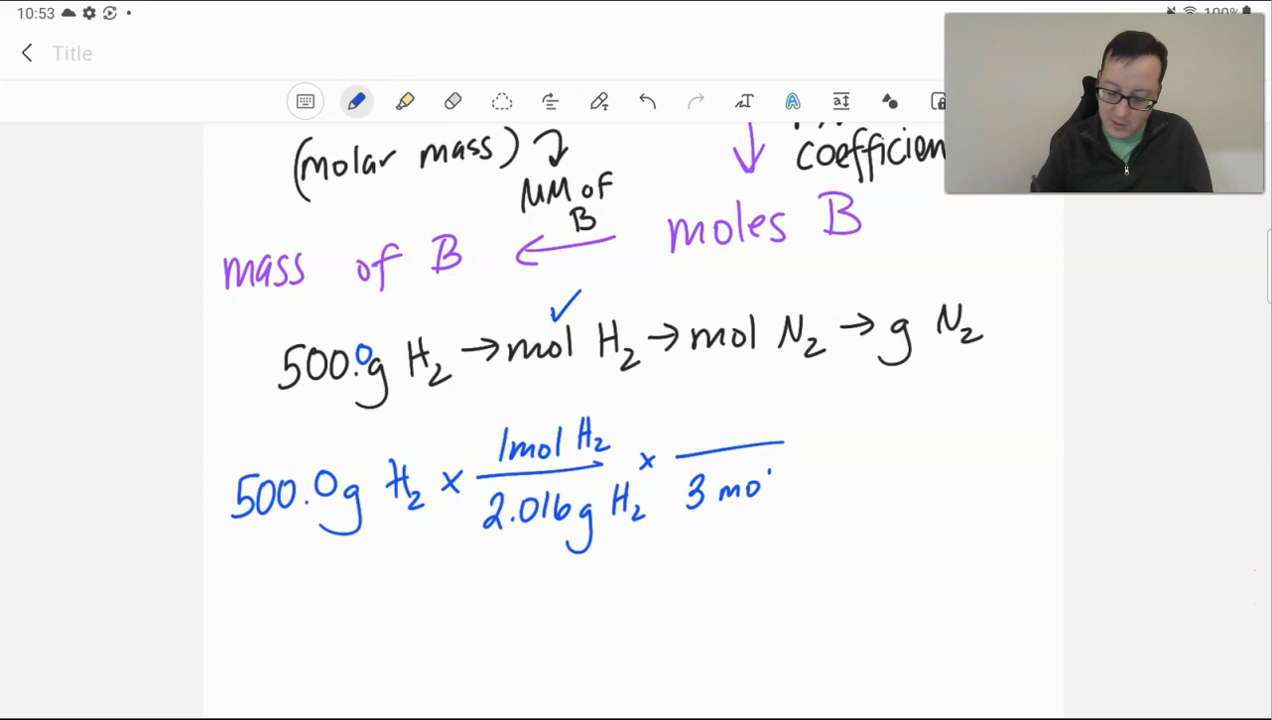 10:53
Title
100%
(molar mass)
MM of
B
coefficien
mass of B
moles B
500.0g H₂ → mol H₂ → mol N₂ → g N₂
1mol H₂
500.0g H₂ × ——— × ———
2.016g H₂
3 mo